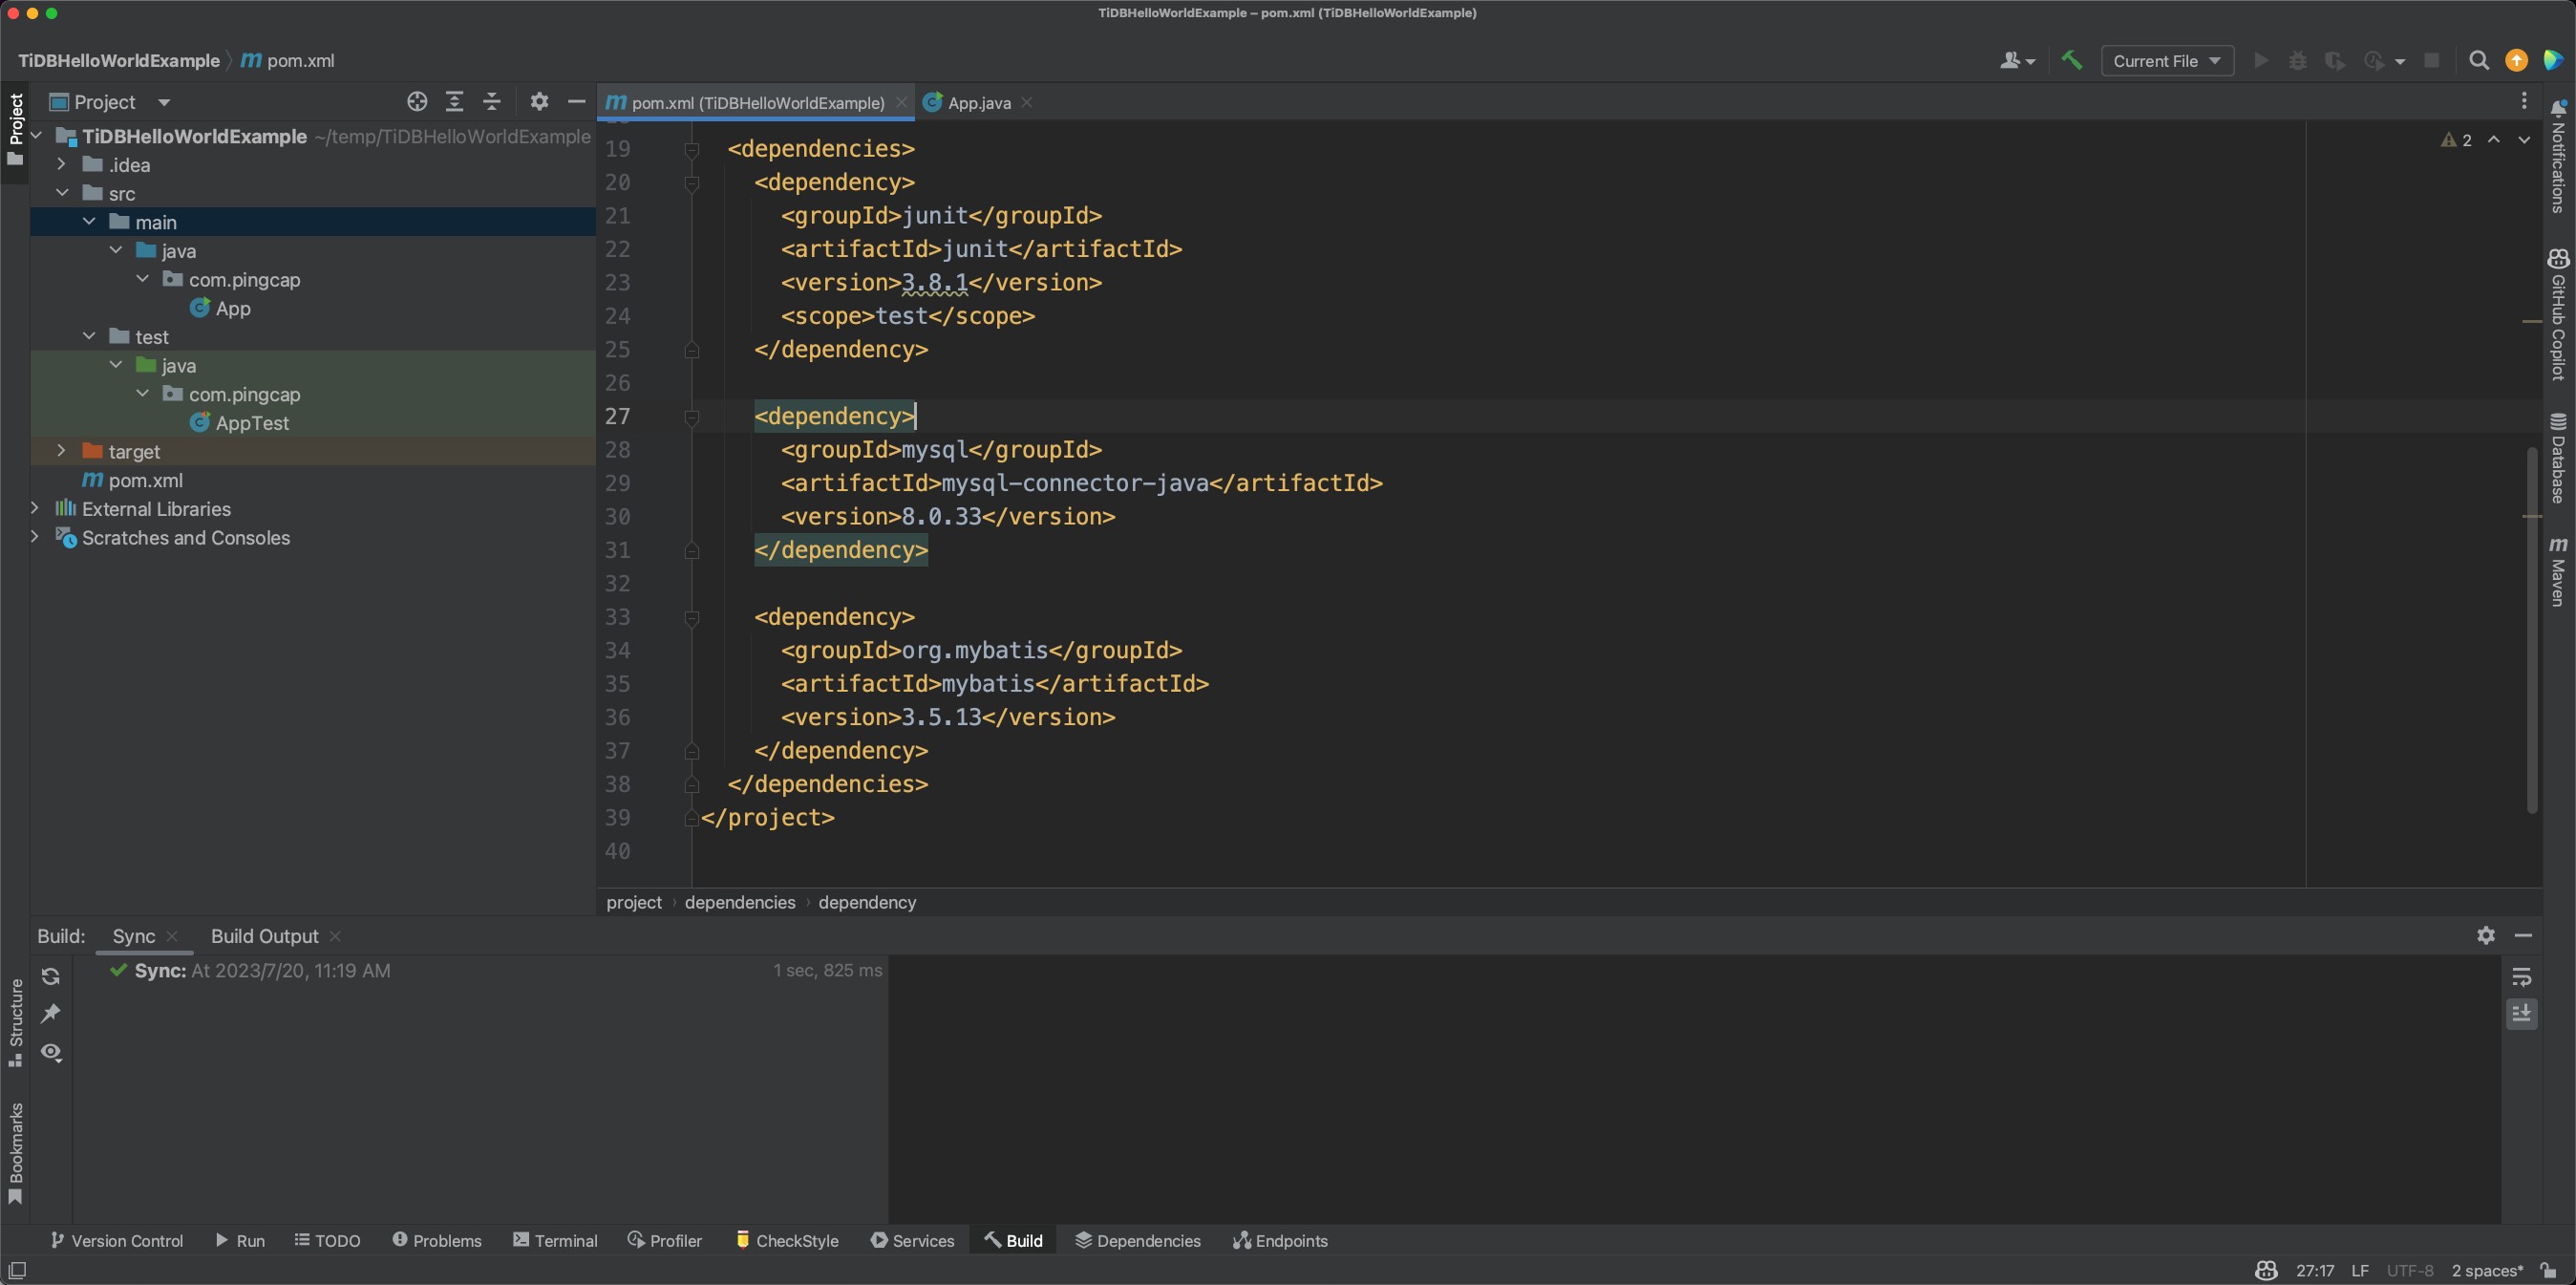 TiDBHelloWorldExample – pom.xml (TiDBHelloWorldExample)
TiDBHelloWorldExample
pom.xml
Current File
Project
Project
pom.xml (TiDBHelloWorldExample)
App.java
TiDBHelloWorldExample ~/temp/TiDBHelloWorldExample
.idea
src
main
java
com.pingcap
App
test
java
com.pingcap
AppTest
target
pom.xml
External Libraries
Scratches and Consoles
2
19 <dependencies>
20 <dependency>
21 <groupId>junit</groupId>
22 <artifactId>junit</artifactId>
23 <version>3.8.1</version>
24 <scope>test</scope>
25 </dependency>
26
27 <dependency>
28 <groupId>mysql</groupId>
29 <artifactId>mysql-connector-java</artifactId>
30 <version>8.0.33</version>
31 </dependency>
32
33 <dependency>
34 <groupId>org.mybatis</groupId>
35 <artifactId>mybatis</artifactId>
36 <version>3.5.13</version>
37 </dependency>
38 </dependencies>
39 </project>
40
project › dependencies › dependency
Notifications
GitHub Copilot
Database
Maven
Build: Sync Build Output
Sync: At 2023/7/20, 11:19 AM 1 sec, 825 ms
Structure
Bookmarks
Version Control Run TODO Problems Terminal Profiler CheckStyle Services Build Dependencies Endpoints
27:17 LF UTF-8 2 spaces*